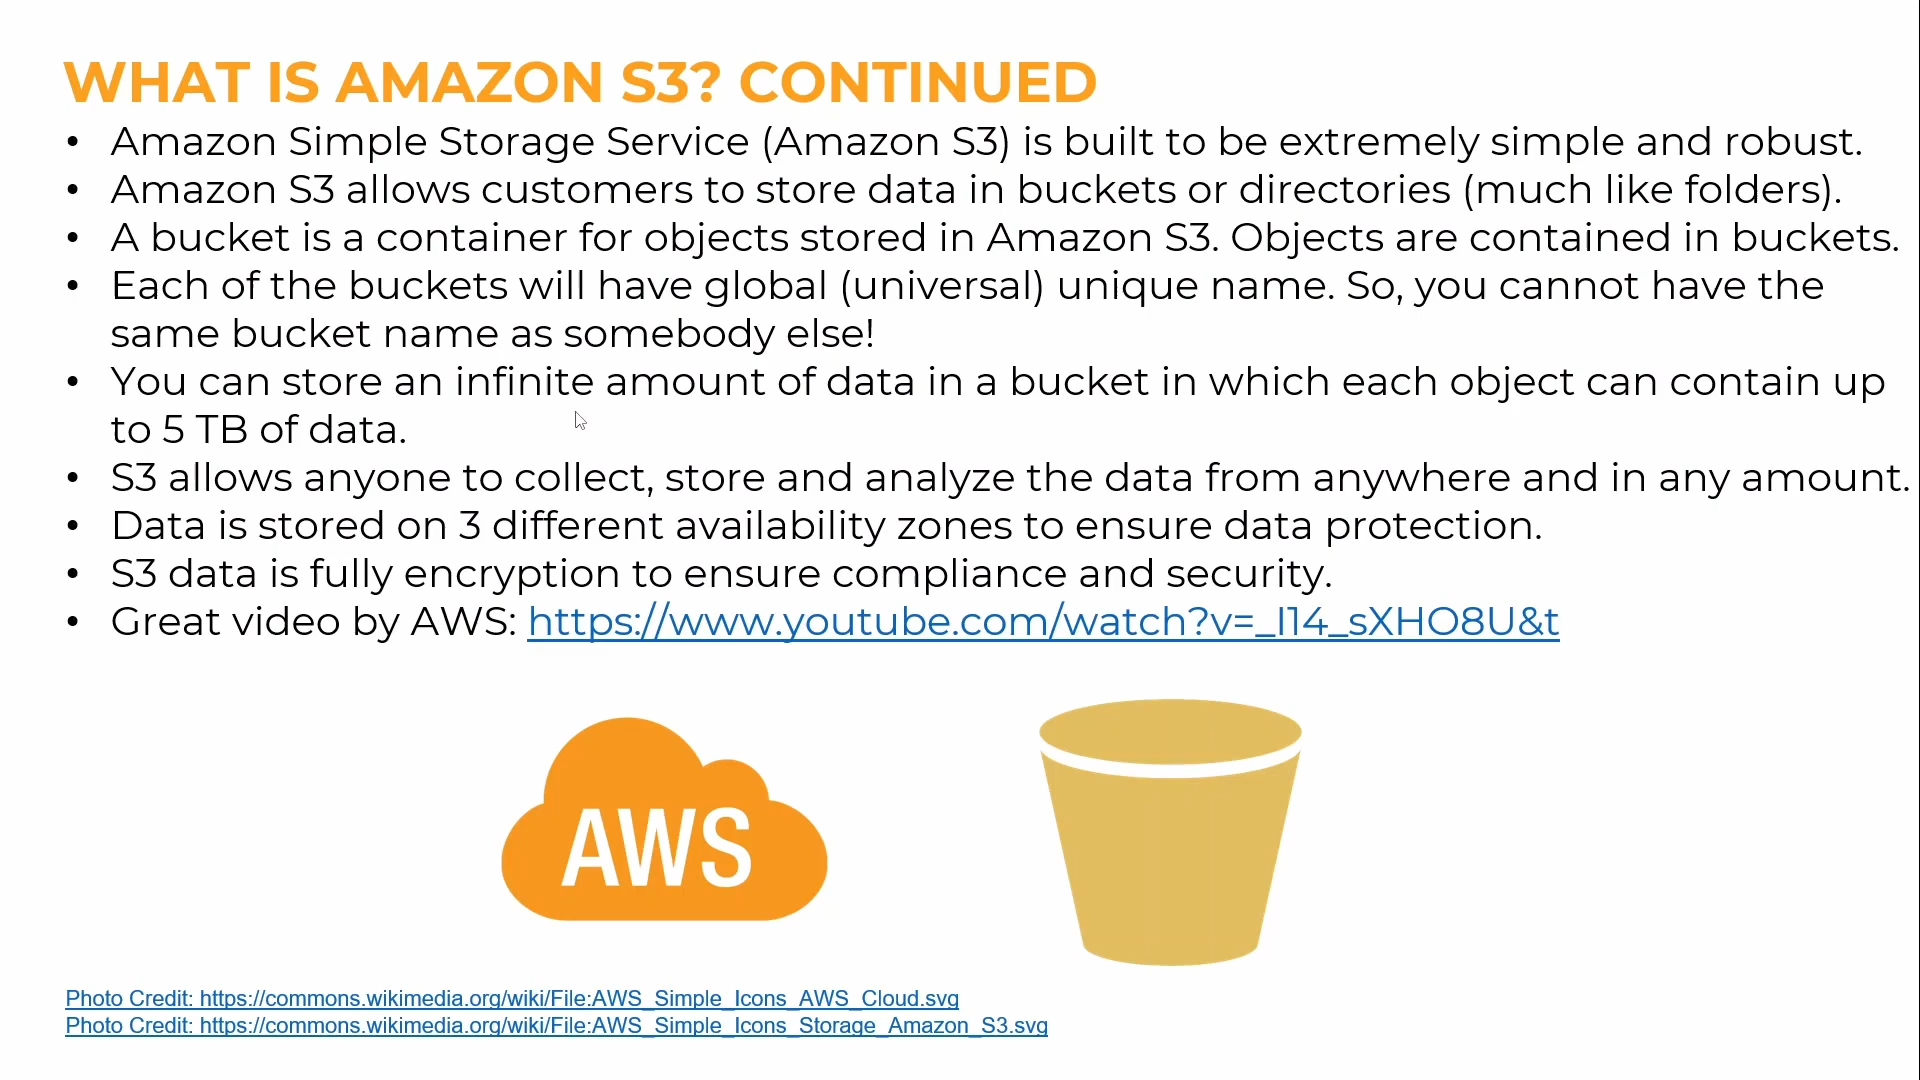 WHAT IS AMAZON S3? CONTINUED
• Amazon Simple Storage Service (Amazon S3) is built to be extremely simple and robust.
• Amazon S3 allows customers to store data in buckets or directories (much like folders).
• A bucket is a container for objects stored in Amazon S3. Objects are contained in buckets.
• Each of the buckets will have global (universal) unique name. So, you cannot have the
same bucket name as somebody else!
• You can store an infinite amount of data in a bucket in which each object can contain up
to 5 TB of data.
• S3 allows anyone to collect, store and analyze the data from anywhere and in any amount.
• Data is stored on 3 different availability zones to ensure data protection.
• S3 data is fully encryption to ensure compliance and security.
• Great video by AWS: https://www.youtube.com/watch?v=_I14_sXHO8U&t
AWS
Photo Credit: https://commons.wikimedia.org/wiki/File:AWS_Simple_Icons_AWS_Cloud.svg
Photo Credit: https://commons.wikimedia.org/wiki/File:AWS_Simple_Icons_Storage_Amazon_S3.svg